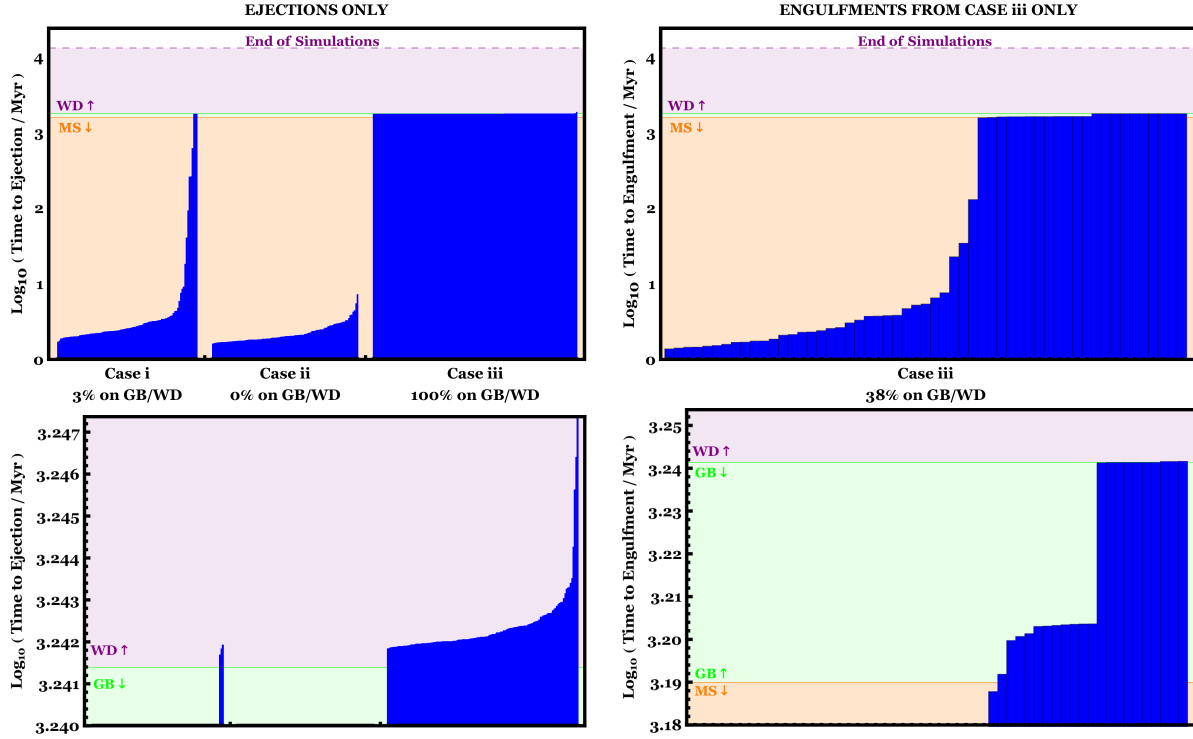 EJECTIONS ONLY
Log10 ( Time to Ejection / Myr )
4
3
2
1
0
End of Simulations
WD ↑
MS ↓
Case i
3% on GB/WD
Case ii
0% on GB/WD
Case iii
100% on GB/WD
ENGULFMENTS FROM CASE iii ONLY
Log10 ( Time to Engulfment / Myr )
4
3
2
1
0
End of Simulations
WD ↑
MS ↓
Case iii
38% on GB/WD
Log10 ( Time to Ejection / Myr )
3.247
3.246
3.245
3.244
3.243
3.242
3.241
3.240
WD ↑
GB ↓
Log10 ( Time to Engulfment / Myr )
3.25
3.24
3.23
3.22
3.21
3.20
3.19
3.18
WD ↑
GB ↓
GB ↑
MS ↓